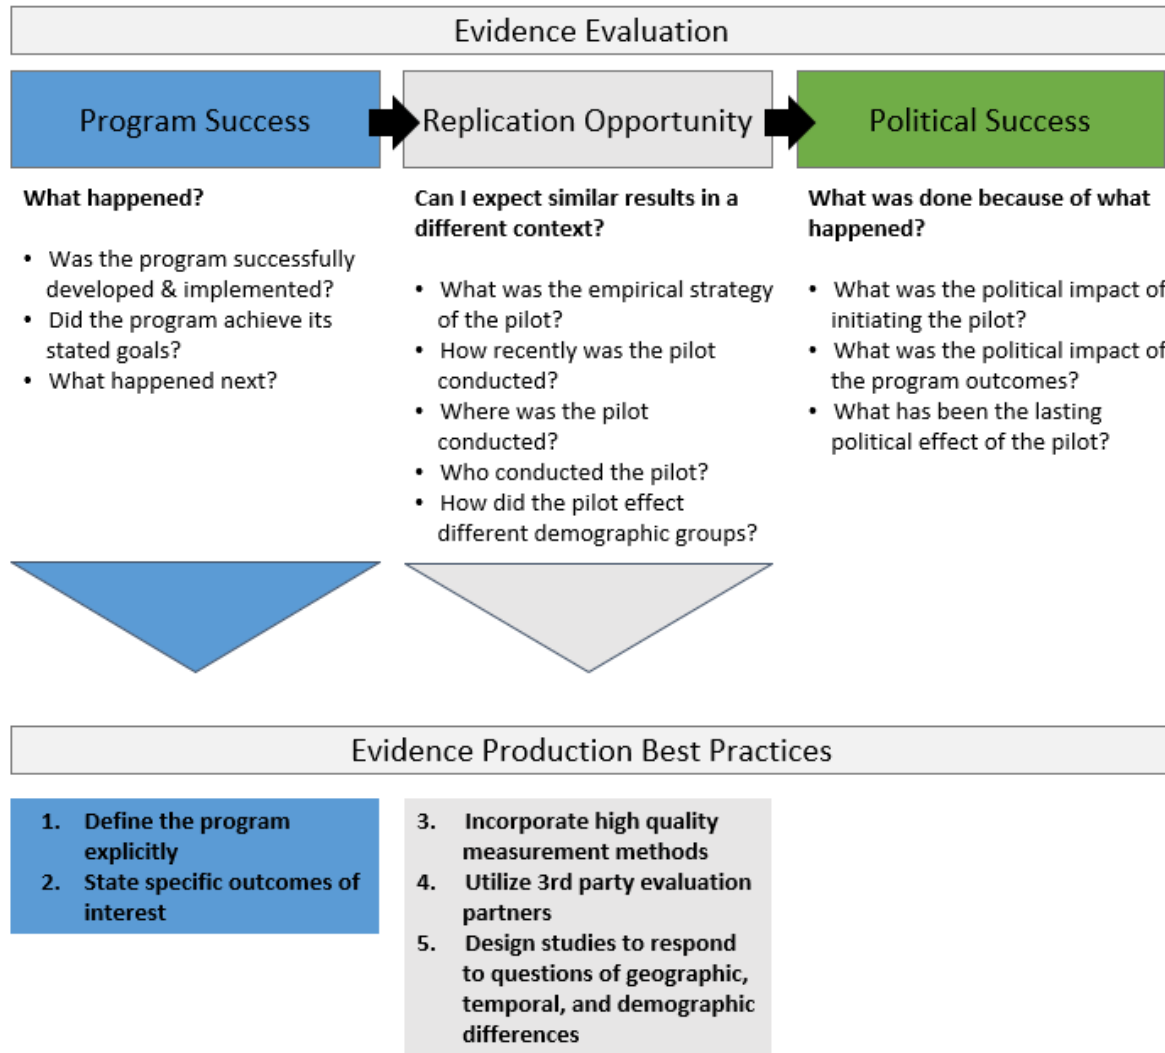 Evidence Evaluation
Program Success
Replication Opportunity
Political Success
What happened?
• Was the program successfully
developed & implemented?
• Did the program achieve its
stated goals?
• What happened next?
Can I expect similar results in a
different context?
• What was the empirical strategy
of the pilot?
• How recently was the pilot
conducted?
• Where was the pilot
conducted?
• Who conducted the pilot?
• How did the pilot effect
different demographic groups?
What was done because of what
happened?
• What was the political impact of
initiating the pilot?
• What was the political impact of
the program outcomes?
• What has been the lasting
political effect of the pilot?
Evidence Production Best Practices
1. Define the program
explicitly
2. State specific outcomes of
interest
3. Incorporate high quality
measurement methods
4. Utilize 3rd party evaluation
partners
5. Design studies to respond
to questions of geographic,
temporal, and demographic
differences